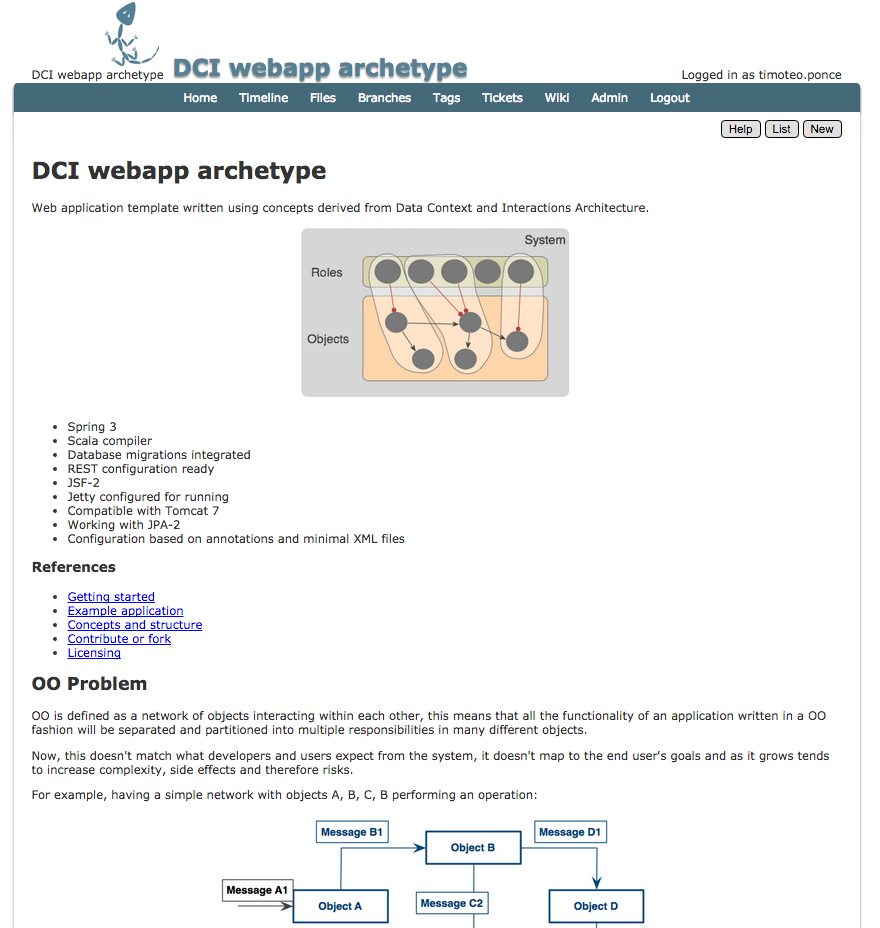 DCI webapp archetype
DCI webapp archetype
Logged in as timoteo.ponce
Home Timeline Files Branches Tags Tickets Wiki Admin Logout
Help List New
DCI webapp archetype
Web application template written using concepts derived from Data Context and Interactions Architecture.
System
Roles
Objects
• Spring 3
• Scala compiler
• Database migrations integrated
• REST configuration ready
• JSF-2
• Jetty configured for running
• Compatible with Tomcat 7
• Working with JPA-2
• Configuration based on annotations and minimal XML files
References
• Getting started
• Example application
• Concepts and structure
• Contribute or fork
• Licensing
OO Problem
OO is defined as a network of objects interacting within each other, this means that all the functionality of an application written in a OO
fashion will be separated and partitioned into multiple responsibilities in many different objects.
Now, this doesn't match what developers and users expect from the system, it doesn't map to the end user's goals and as it grows tends
to increase complexity, side effects and therefore risks.
For example, having a simple network with objects A, B, C, B performing an operation:
Message B1
Message D1
Object B
Message A1
Object A
Message C2
Object D